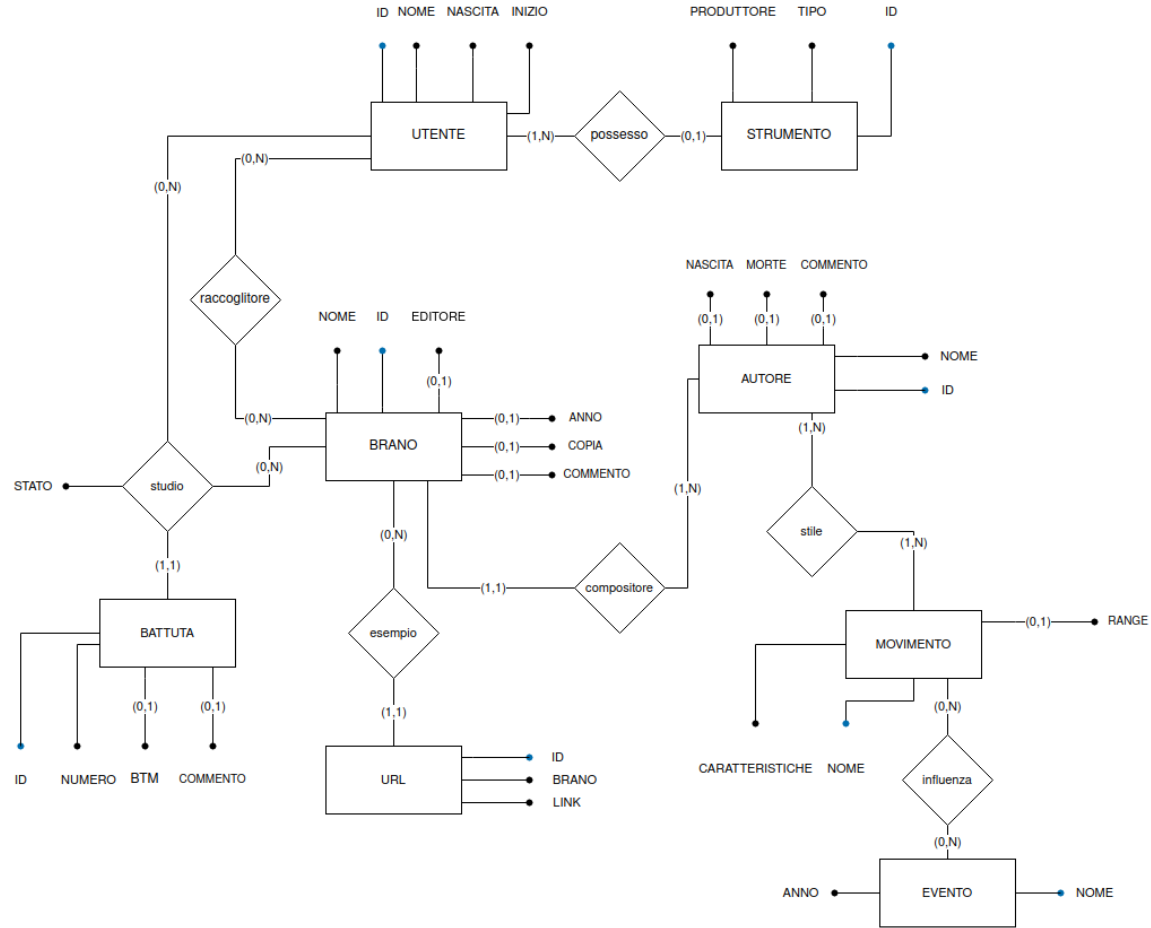 ID NOME NASCITA INIZIO PRODUTTORE TIPO ID
UTENTE (1,N) possesso (0,1) STRUMENTO
(0,N)
(0,N)
NASCITA MORTE COMMENTO
raccoglitore
NOME ID EDITORE (0,1) (0,1) (0,1)
NOME
AUTORE
(0,1) ID
(0,N) (0,1) ANNO
(1,N)
BRANO (0,1) COPIA
(0,N) (0,1) COMMENTO
STATO studio (1,N)
(0,N) stile (1,N)
(1,1)
(1,1) compositore
RANGE
(0,1)
BATTUTA esempio MOVIMENTO
(0,1) (0,1) (1,1) (0,N)
ID NUMERO BTM COMMENTO ID CARATTERISTICHE NOME
URL BRANO influenza
LINK
(0,N)
ANNO EVENTO NOME